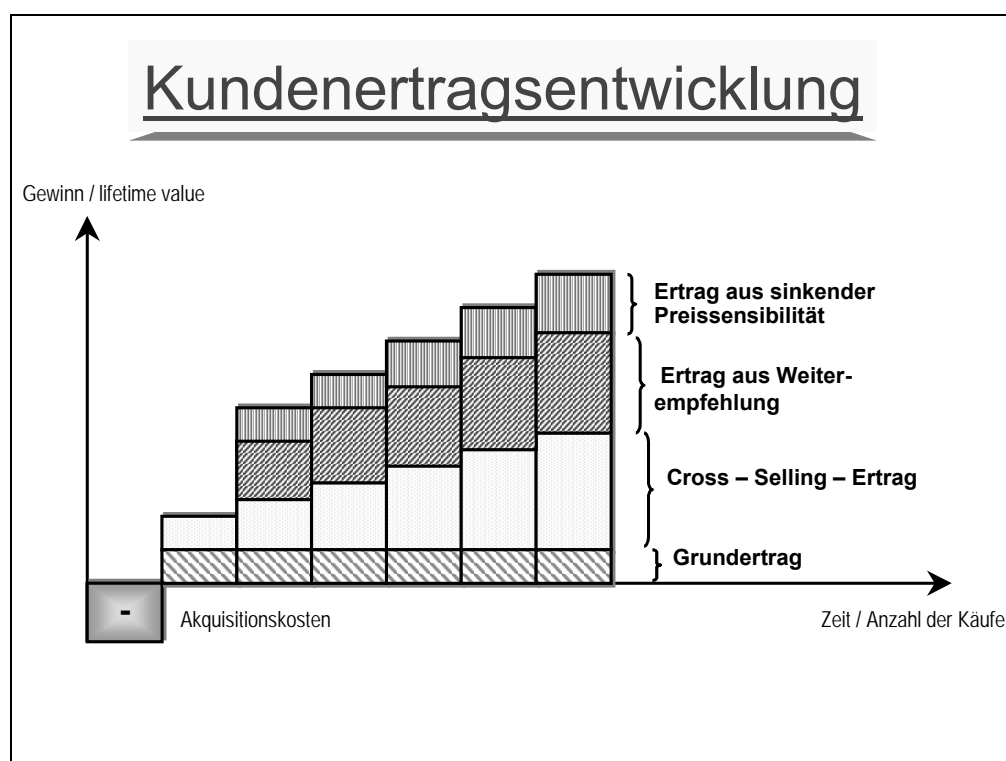 Kundenertragsentwicklung
Gewinn / lifetime value
Ertrag aus sinkender
Preissensibilität
Ertrag aus Weiter-
empfehlung
Cross – Selling – Ertrag
Grundertrag
-
Akquisitionskosten
Zeit / Anzahl der Käufe